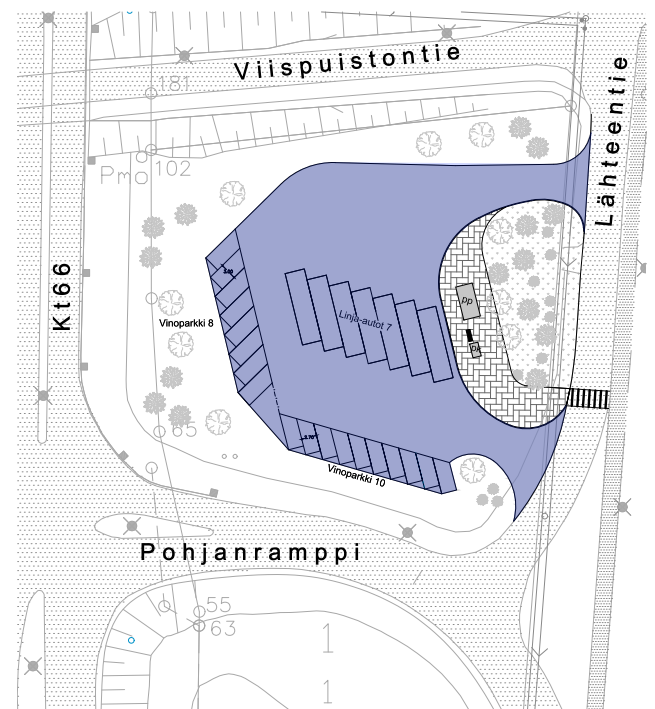 Viispuistontie
Lähteentie
181
Pmo 102
Kt66
pp
Linja-autot 7
Vinoparkki 8
65
Vinoparkki 10
Pohjanramppi
55
63
1
1